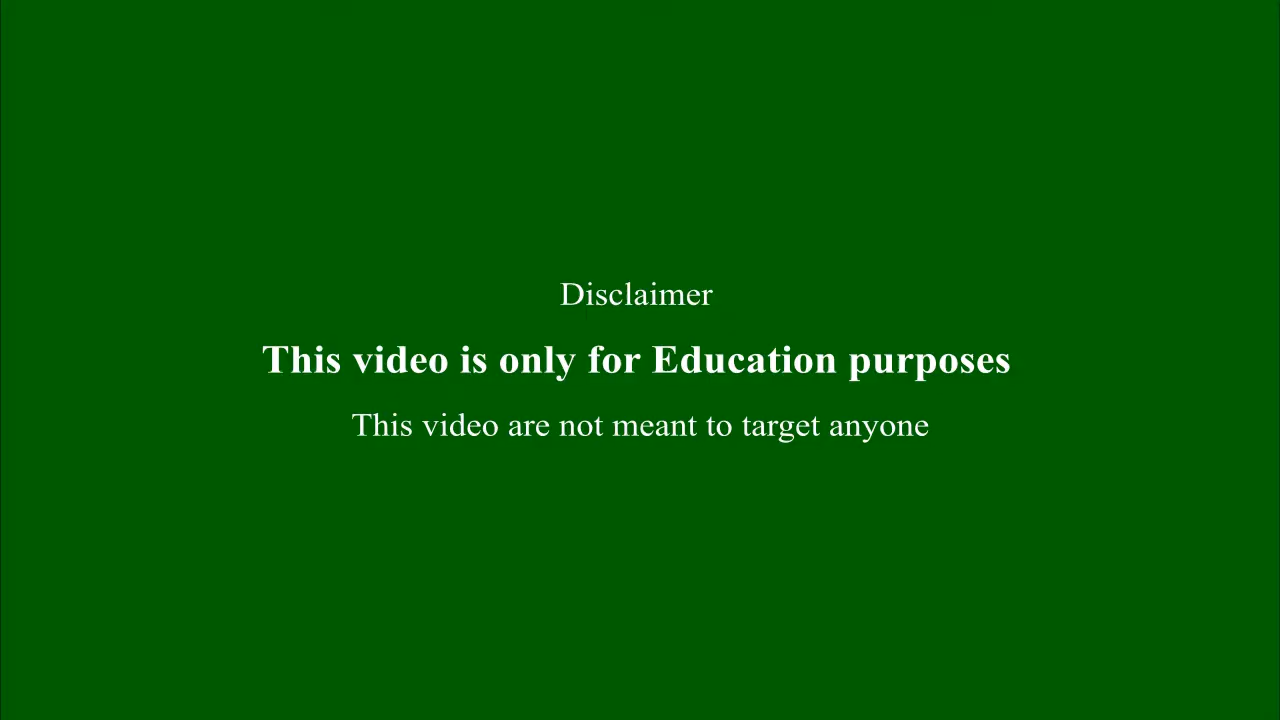 Disclaimer
This video is only for Education purposes
This video are not meant to target anyone